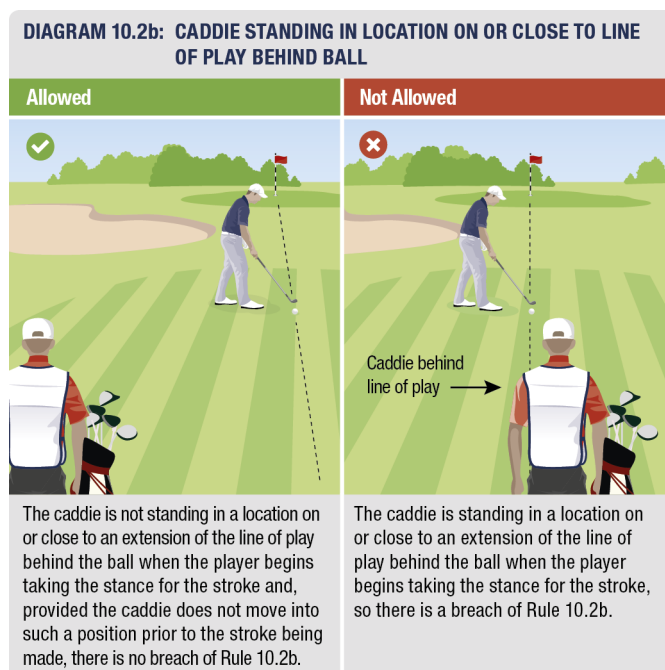 DIAGRAM 10.2b: CADDIE STANDING IN LOCATION ON OR CLOSE TO LINE
OF PLAY BEHIND BALL
Allowed
Not Allowed
Caddie behind
line of play
The caddie is not standing in a location on
or close to an extension of the line of play
behind the ball when the player begins
taking the stance for the stroke and,
provided the caddie does not move into
such a position prior to the stroke being
made, there is no breach of Rule 10.2b.
The caddie is standing in a location on
or close to an extension of the line of
play behind the ball when the player
begins taking the stance for the stroke,
so there is a breach of Rule 10.2b.